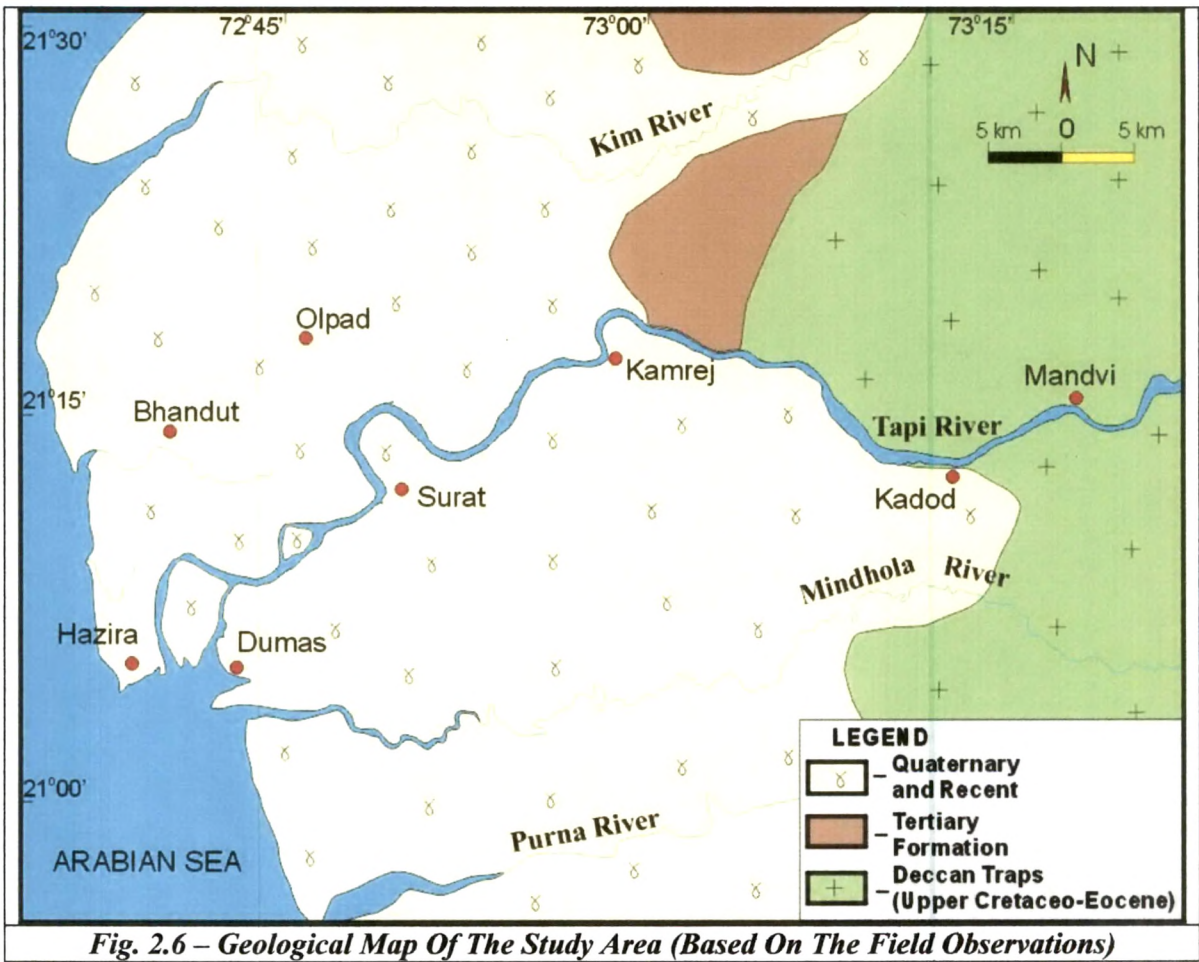 72°45'
73°00'
73°15'
21°30'
N
5 km 0 5 km
Kim River
Olpad
Kamrej
Mandvi
21°15'
Bhandut
Tapi River
Surat
Kadod
Mindhola River
Hazira
Dumas
21°00'
Purna River
ARABIAN SEA
LEGEND
– Quaternary
and Recent
– Tertiary
Formation
– Deccan Traps
(Upper Cretaceo-Eocene)
Fig. 2.6 – Geological Map Of The Study Area (Based On The Field Observations)